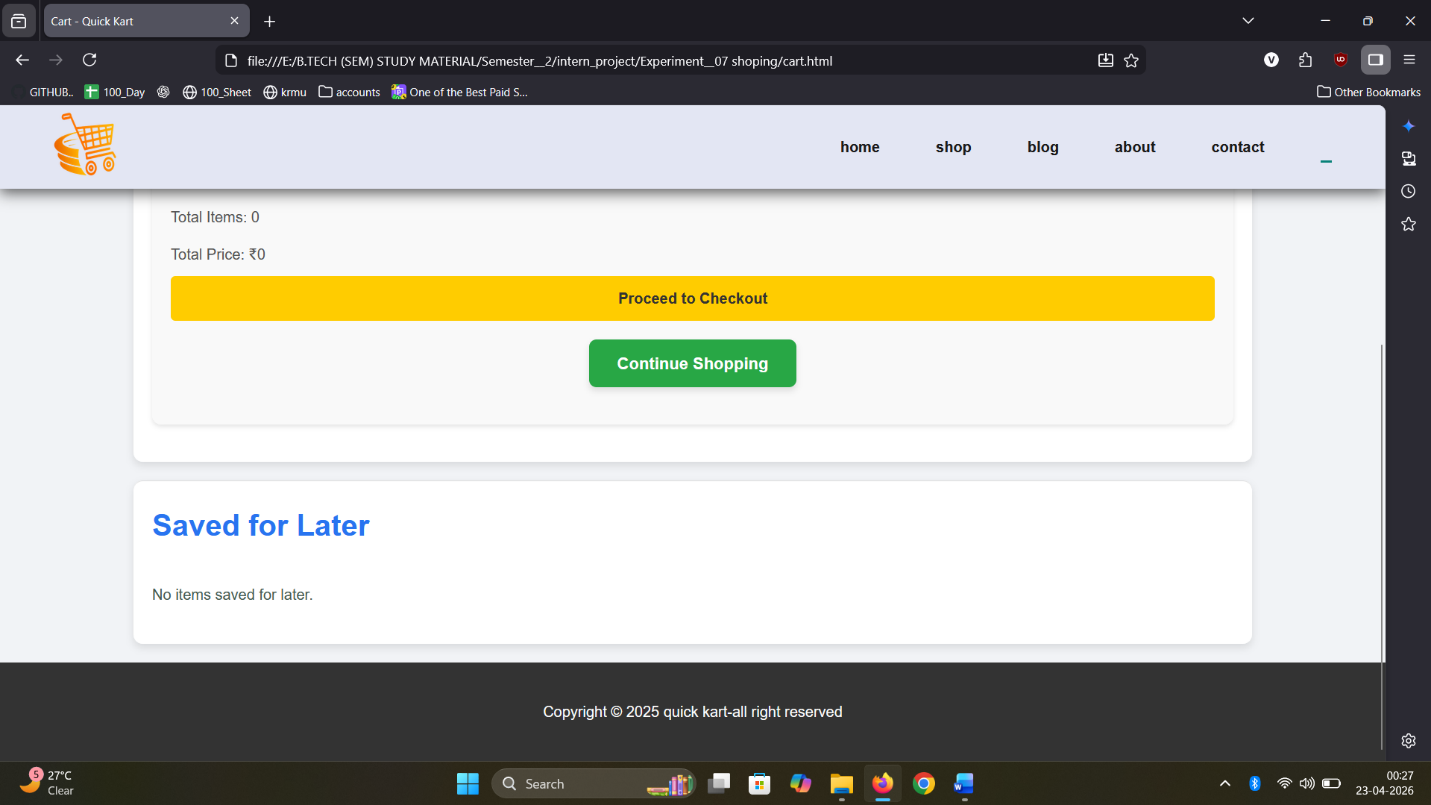 Cart - Quick Kart
file:///E:/B.TECH (SEM) STUDY MATERIAL/Semester__2/intern_project/Experiment__07 shoping/cart.html
V
UD
GITHUB..
100_Day
100_Sheet
krmu
accounts
One of the Best Paid S...
Other Bookmarks
home
shop
blog
about
contact
Total Items: 0
Total Price: ₹0
Proceed to Checkout
Continue Shopping
Saved for Later
No items saved for later.
Copyright © 2025 quick kart-all right reserved
5
27°C
Clear
Search
W
00:27
23-04-2026